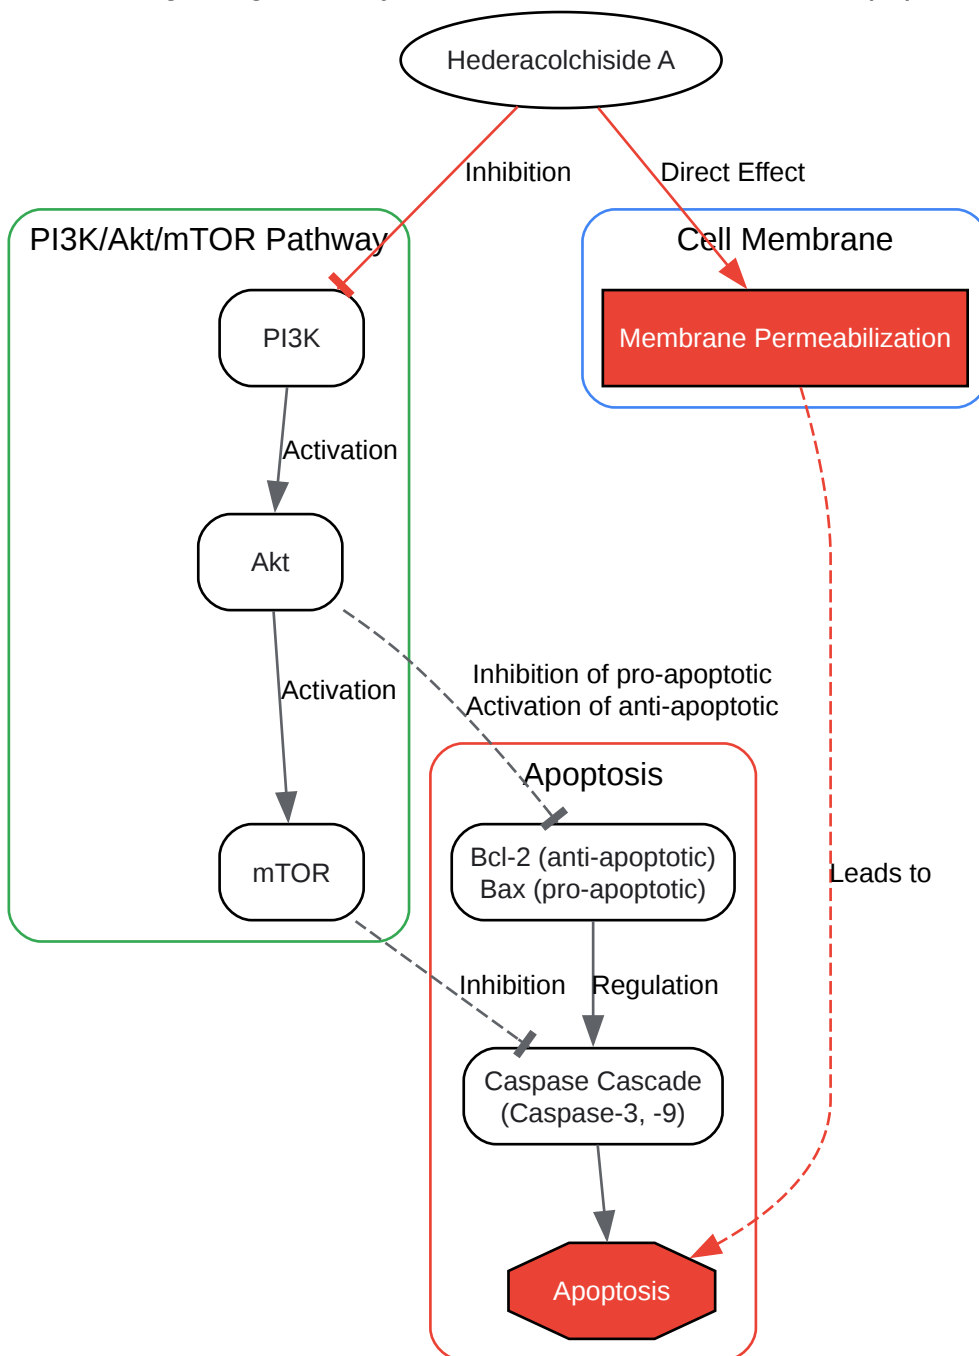 Hederacolchiside A
Inhibition
Direct Effect
PI3K/Akt/mTOR Pathway
Cell Membrane
PI3K
Membrane Permeabilization
Activation
Akt
Inhibition of pro-apoptotic
Activation of anti-apoptotic
Activation
Apoptosis
mTOR
Bcl-2 (anti-apoptotic)
Bax (pro-apoptotic)
Leads to
Inhibition
Regulation
Caspase Cascade
(Caspase-3, -9)
Apoptosis